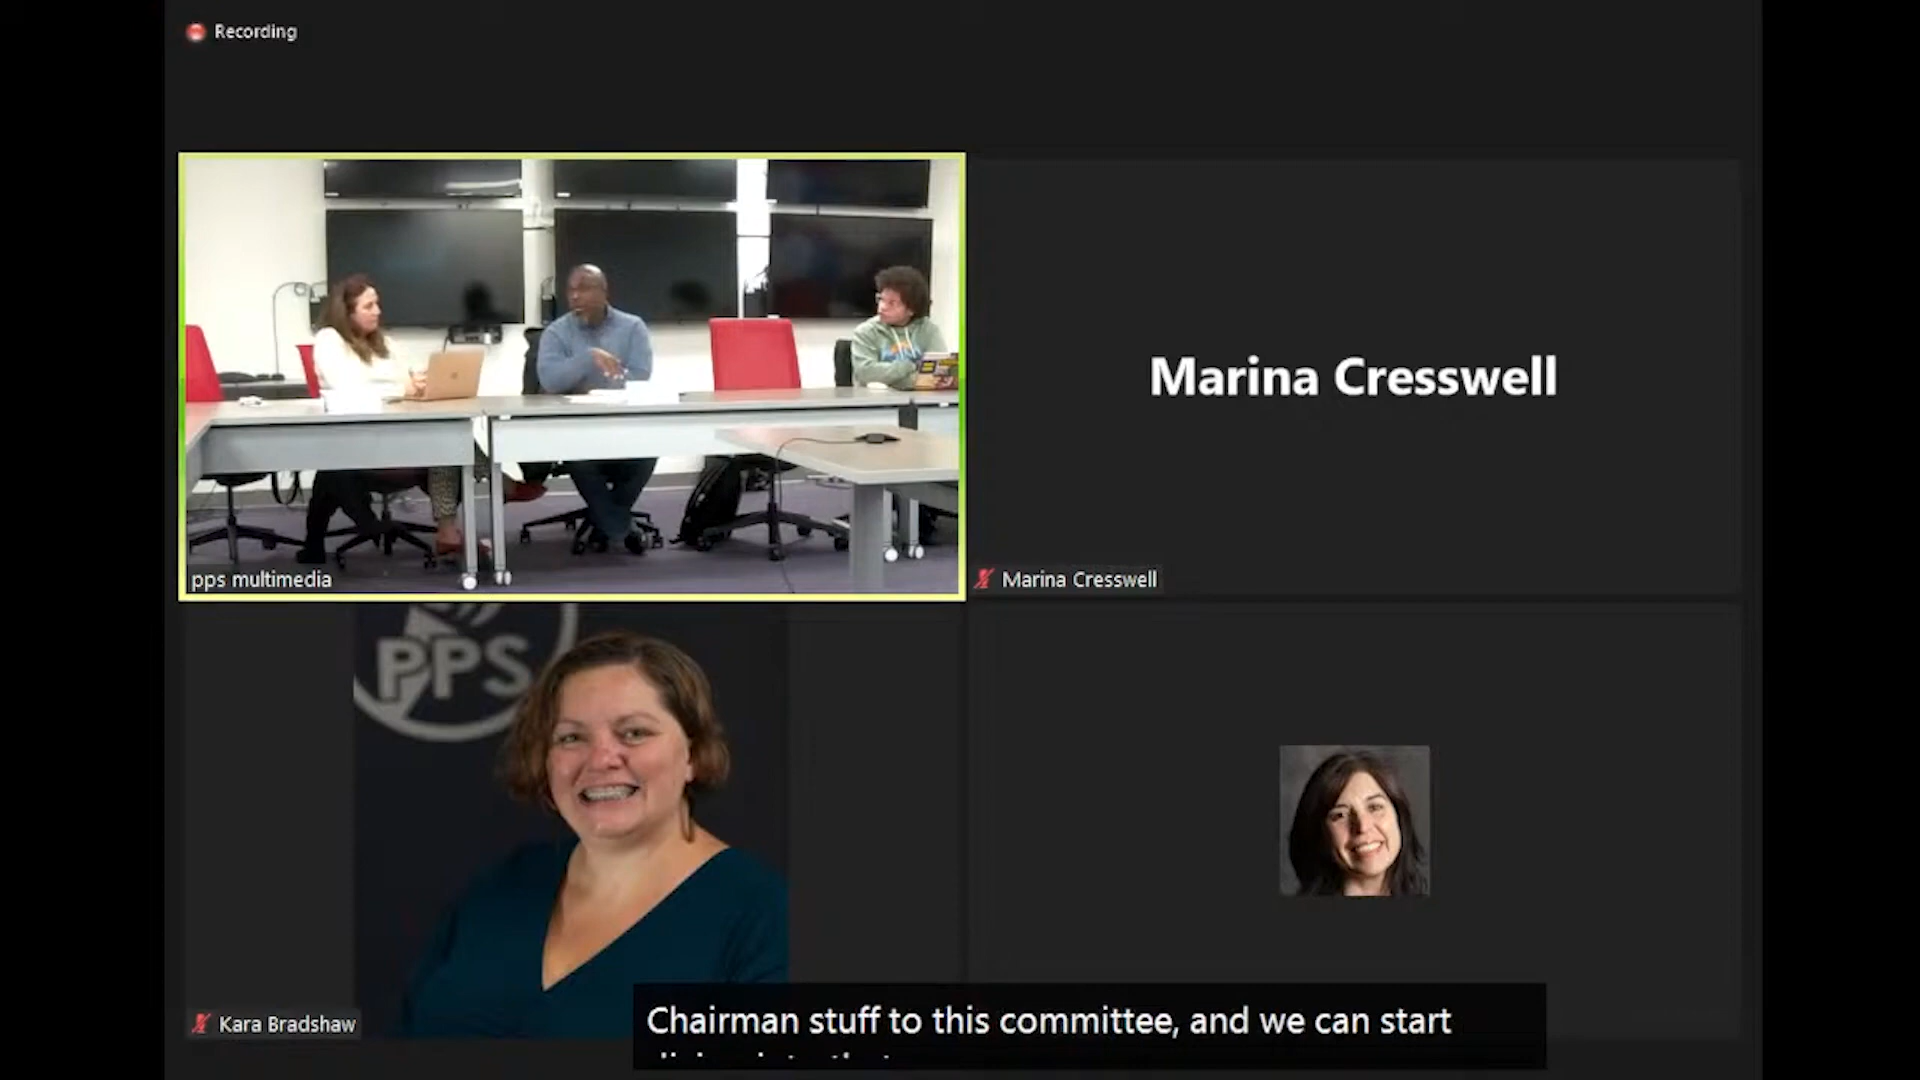 Recording
Marina Cresswell
pps multimedia
Marina Cresswell
PPS
Kara Bradshaw
Chairman stuff to this committee, and we can start